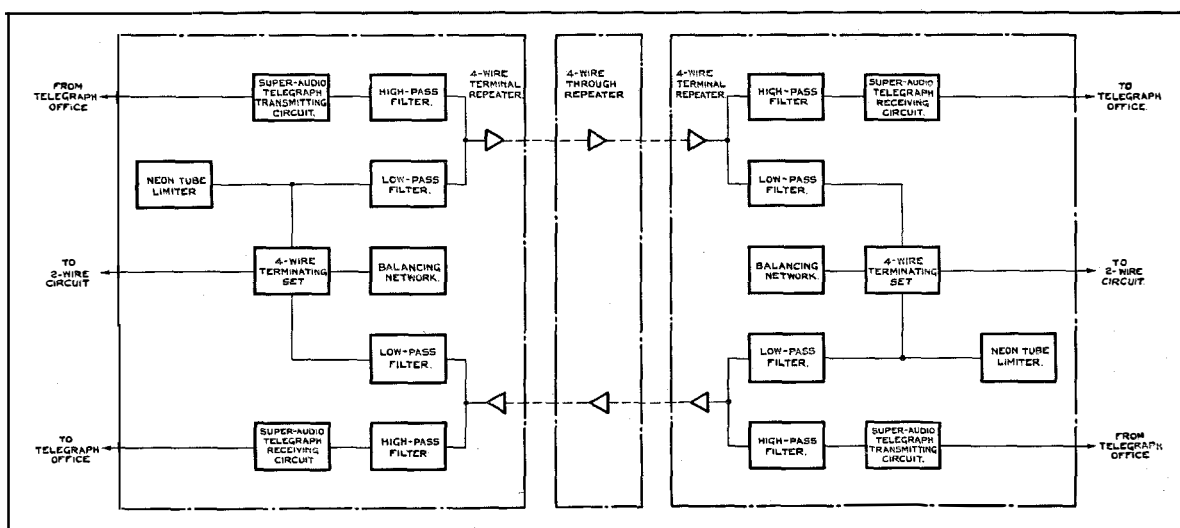 FROM
TELEGRAPH
OFFICE
SUPER-AUDIO
TELEGRAPH
TRANSMITTING
CIRCUIT.
HIGH-PASS
FILTER.
4-WIRE
TERMINAL
REPEATER.
4-WIRE
THROUGH
REPEATER
4-WIRE
TERMINAL
REPEATER.
HIGH-PASS
FILTER
SUPER-AUDIO
TELEGRAPH
RECEIVING
CIRCUIT.
TO
TELEGRAPH
OFFICE.
NEON TUBE
LIMITER
LOW-PASS
FILTER.
LOW-PASS
FILTER.
TO
2-WIRE
CIRCUIT
4-WIRE
TERMINATING
SET
BALANCING
NETWORK.
BALANCING
NETWORK.
4-WIRE
TERMINATING
SET
TO
2-WIRE
CIRCUIT.
LOW-PASS
FILTER.
LOW-PASS
FILTER.
NEON TUBE
LIMITER.
TO
TELEGRAPH
OFFICE
SUPER-AUDIO
TELEGRAPH
RECEIVING
CIRCUIT
HIGH-PASS
FILTER
HIGH-PASS
FILTER.
SUPER-AUDIO
TELEGRAPH
TRANSMITTING
CIRCUIT.
FROM
TELEGRAPH
OFFICE